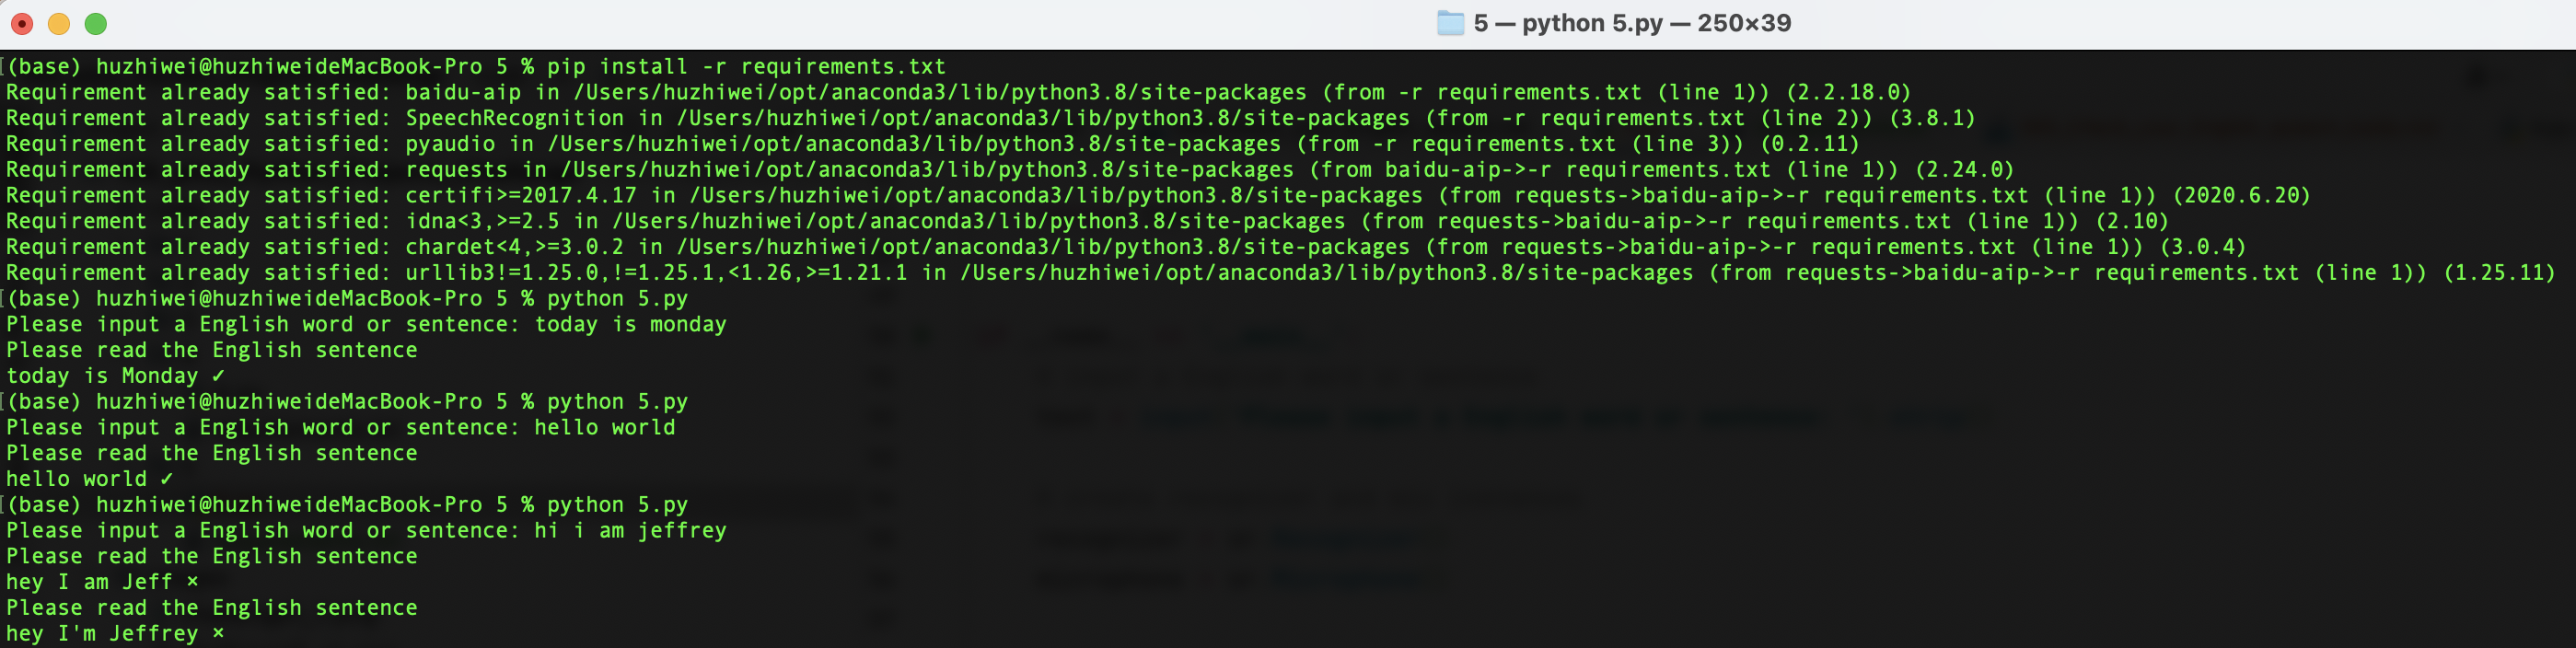 5 — python 5.py — 250×39
(base) huzhiwei@huzhiweideMacBook-Pro 5 % pip install -r requirements.txt
Requirement already satisfied: baidu-aip in /Users/huzhiwei/opt/anaconda3/lib/python3.8/site-packages (from -r requirements.txt (line 1)) (2.2.18.0)
Requirement already satisfied: SpeechRecognition in /Users/huzhiwei/opt/anaconda3/lib/python3.8/site-packages (from -r requirements.txt (line 2)) (3.8.1)
Requirement already satisfied: pyaudio in /Users/huzhiwei/opt/anaconda3/lib/python3.8/site-packages (from -r requirements.txt (line 3)) (0.2.11)
Requirement already satisfied: requests in /Users/huzhiwei/opt/anaconda3/lib/python3.8/site-packages (from baidu-aip->-r requirements.txt (line 1)) (2.24.0)
Requirement already satisfied: certifi>=2017.4.17 in /Users/huzhiwei/opt/anaconda3/lib/python3.8/site-packages (from requests->baidu-aip->-r requirements.txt (line 1)) (2020.6.20)
Requirement already satisfied: idna<3,>=2.5 in /Users/huzhiwei/opt/anaconda3/lib/python3.8/site-packages (from requests->baidu-aip->-r requirements.txt (line 1)) (2.10)
Requirement already satisfied: chardet<4,>=3.0.2 in /Users/huzhiwei/opt/anaconda3/lib/python3.8/site-packages (from requests->baidu-aip->-r requirements.txt (line 1)) (3.0.4)
Requirement already satisfied: urllib3!=1.25.0,!=1.25.1,<1.26,>=1.21.1 in /Users/huzhiwei/opt/anaconda3/lib/python3.8/site-packages (from requests->baidu-aip->-r requirements.txt (line 1)) (1.25.11)
(base) huzhiwei@huzhiweideMacBook-Pro 5 % python 5.py
Please input a English word or sentence: today is monday
Please read the English sentence
today is Monday ✓
(base) huzhiwei@huzhiweideMacBook-Pro 5 % python 5.py
Please input a English word or sentence: hello world
Please read the English sentence
hello world ✓
(base) huzhiwei@huzhiweideMacBook-Pro 5 % python 5.py
Please input a English word or sentence: hi i am jeffrey
Please read the English sentence
hey I am Jeff ×
Please read the English sentence
hey I'm Jeffrey ×